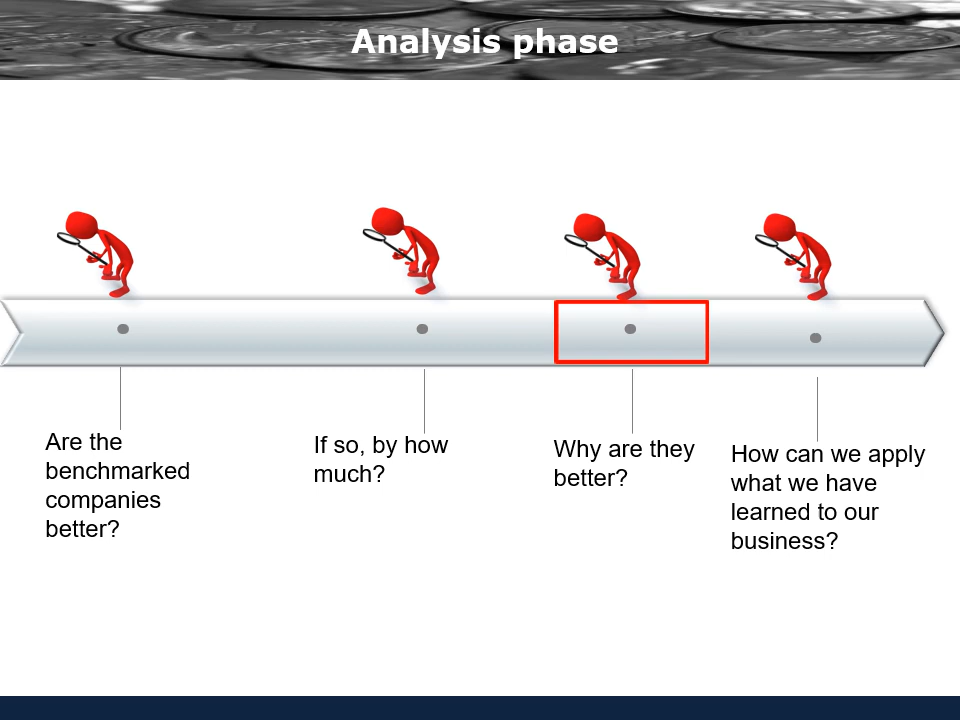 Analysis phase
Are the
benchmarked
companies
better?
If so, by how
much?
Why are they
better?
How can we apply
what we have
learned to our
business?